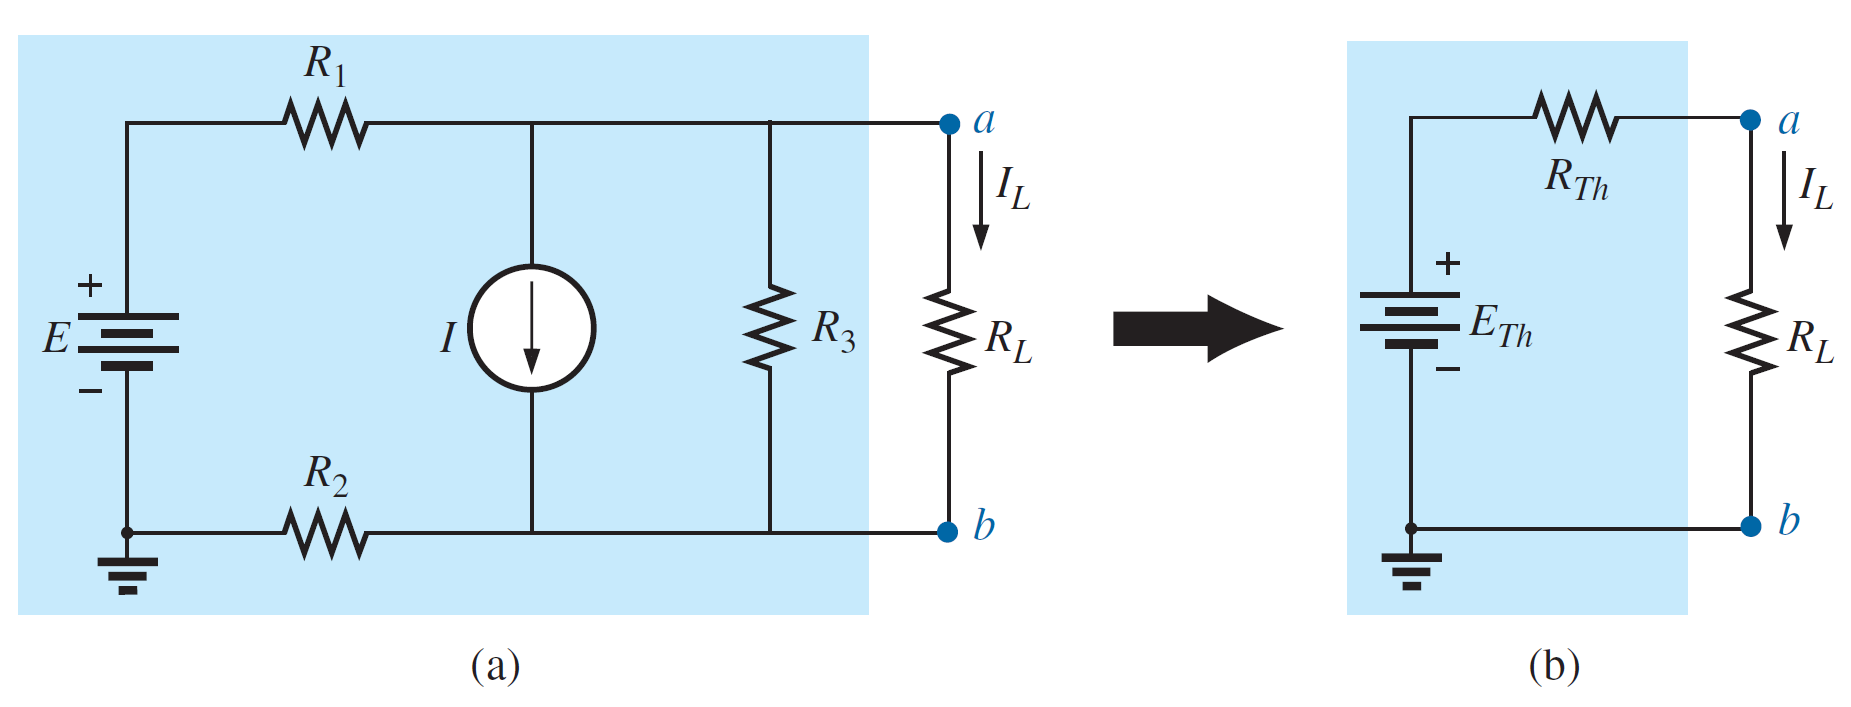 R1
a
IL
+
E
−
I
R3
RL
R2
b
(a)
RTh
a
IL
+
ETh
−
RL
b
(b)